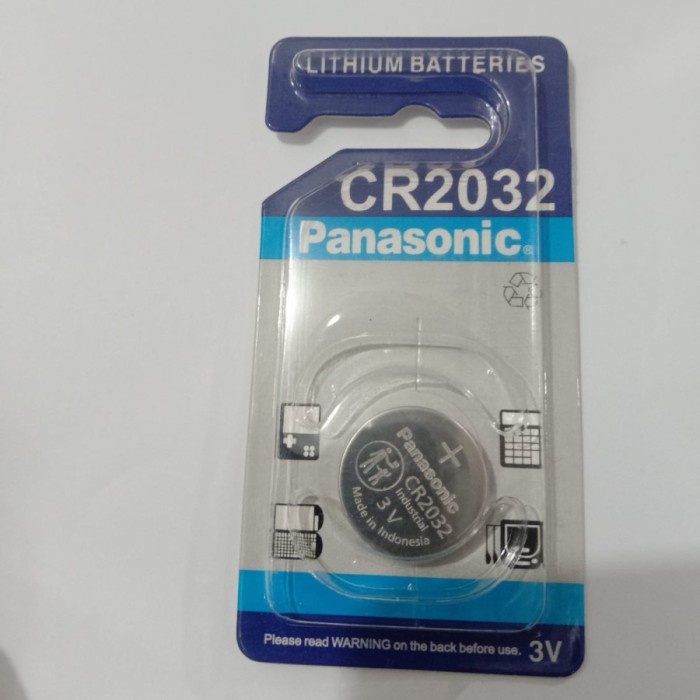 LITHIUM BATTERIES
CR2032
Panasonic®
+
Panasonic
CR2032
Industrial
3 V
Made in Indonesia
Please read WARNING on the back before use.
3V